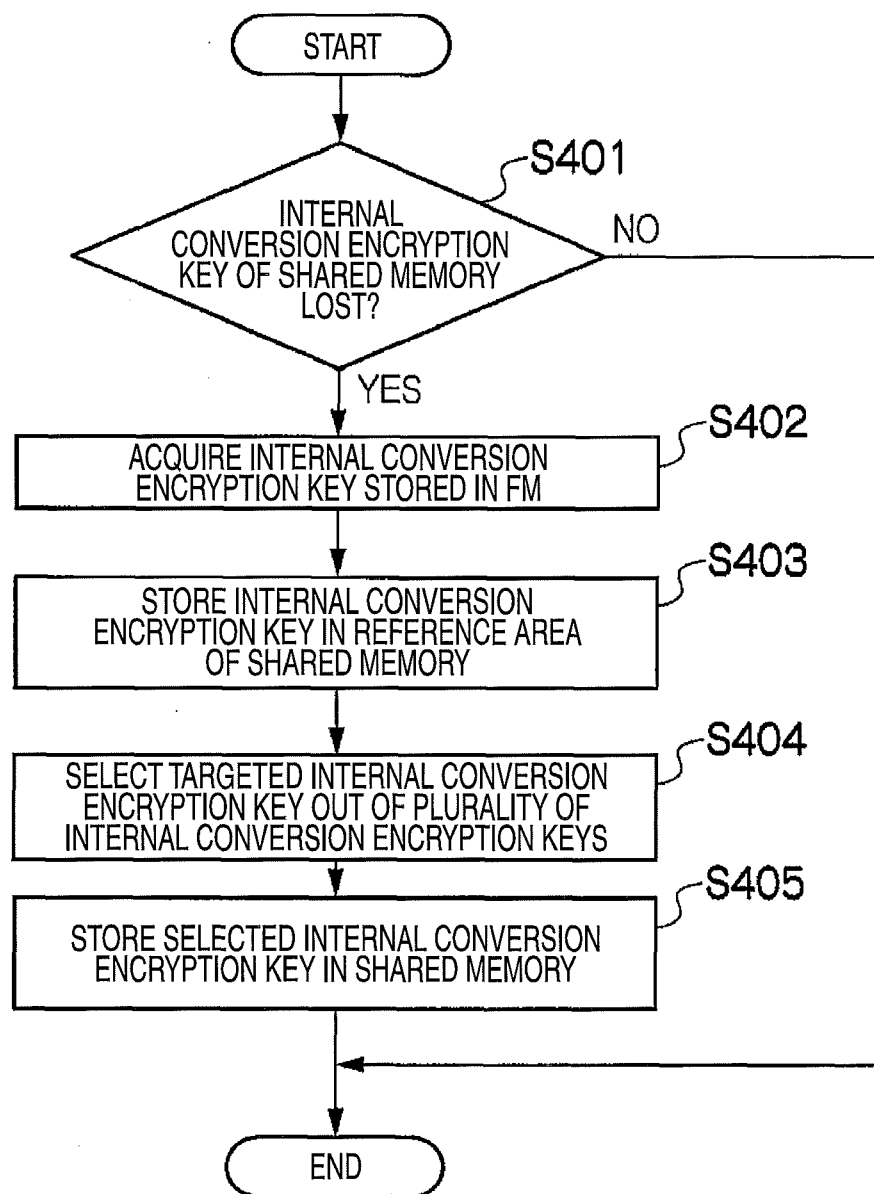 START
S401
INTERNAL
CONVERSION ENCRYPTION
KEY OF SHARED MEMORY
LOST?
NO
YES
S402
ACQUIRE INTERNAL CONVERSION
ENCRYPTION KEY STORED IN FM
S403
STORE INTERNAL CONVERSION
ENCRYPTION KEY IN REFERENCE AREA
OF SHARED MEMORY
S404
SELECT TARGETED INTERNAL CONVERSION
ENCRYPTION KEY OUT OF PLURALITY OF
INTERNAL CONVERSION ENCRYPTION KEYS
S405
STORE SELECTED INTERNAL CONVERSION
ENCRYPTION KEY IN SHARED MEMORY
END